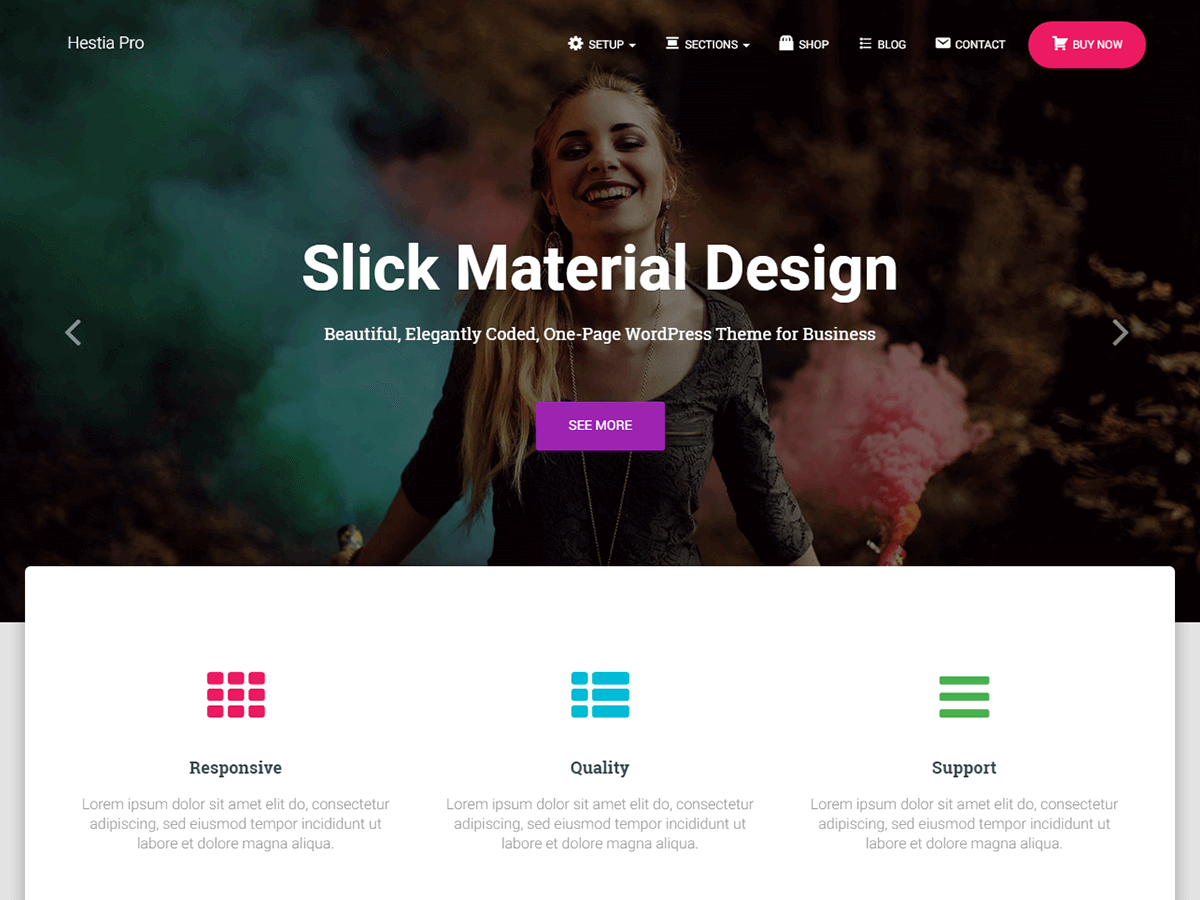 Hestia Pro
SETUP
SECTIONS
SHOP
BLOG
CONTACT
BUY NOW
Slick Material Design
Beautiful, Elegantly Coded, One-Page WordPress Theme for Business
SEE MORE
Responsive
Lorem ipsum dolor sit amet elit do, consectetur
adipiscing, sed eiusmod tempor incididunt ut
labore et dolore magna aliqua.
Quality
Lorem ipsum dolor sit amet elit do, consectetur
adipiscing, sed eiusmod tempor incididunt ut
labore et dolore magna aliqua.
Support
Lorem ipsum dolor sit amet elit do, consectetur
adipiscing, sed eiusmod tempor incididunt ut
labore et dolore magna aliqua.